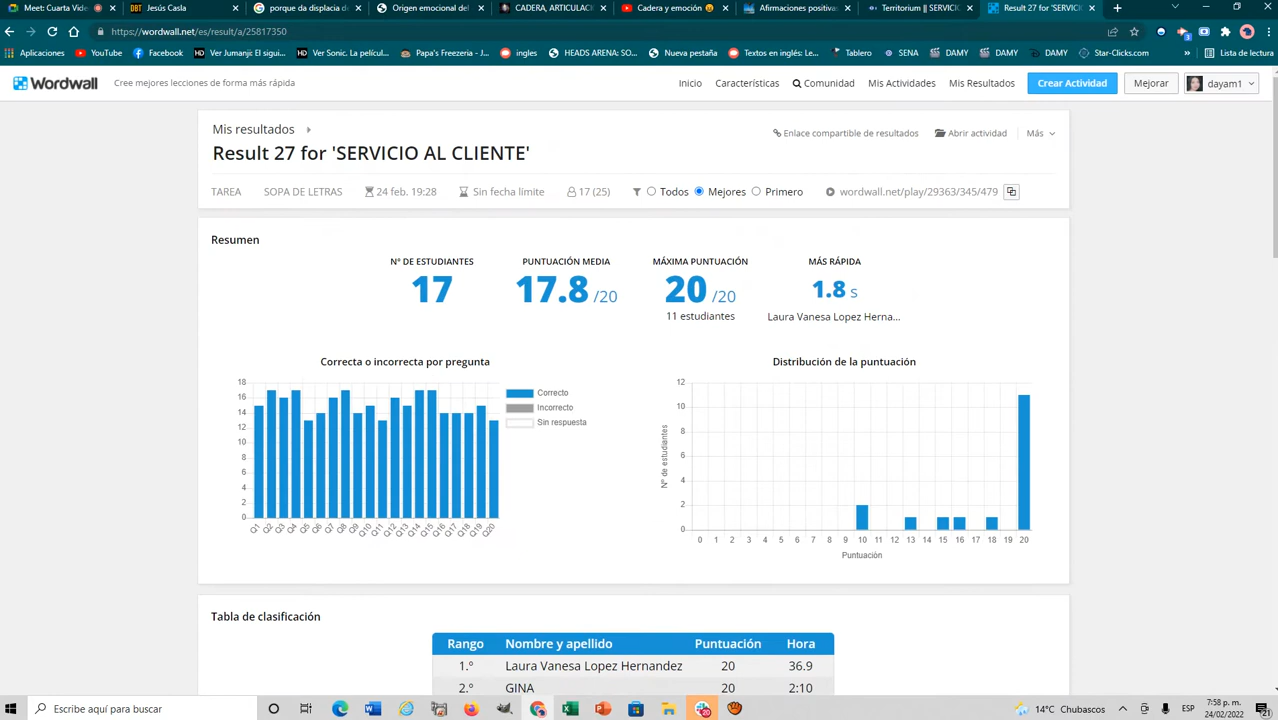 Meet: Cuarta Vide
DBT Jesús Casla
porque da displacia de
Origen emocional del
CADERA, ARTICULACI
Cadera y emoción
Afirmaciones positivas
Territorium || SERVICIO
Result 27 for 'SERVICIO
https://wordwall.net/es/result/a/25817350
Aplicaciones YouTube Facebook Ver Jumanji: El sigui... Ver Sonic. La pelícu... Papa's Freezeria - J... ingles HEADS ARENA: SO... Nueva pestaña Textos en inglés: Le... Tablero SENA DAMY DAMY DAMY Star-Clicks.com » Lista de lectura
Wordwall Cree mejores lecciones de forma más rápida Inicio Características Comunidad Mis Actividades Mis Resultados Crear Actividad Mejorar dayam1
Mis resultados
Enlace compartible de resultados Abrir actividad Más
Result 27 for 'SERVICIO AL CLIENTE'
TAREA SOPA DE LETRAS 24 feb. 19:28 Sin fecha límite 17 (25) Todos Mejores Primero wordwall.net/play/29363/345/479
Resumen
Nº DE ESTUDIANTES PUNTUACIÓN MEDIA MÁXIMA PUNTUACIÓN MÁS RÁPIDA
17 17.8 /20 20 /20 1.8 s
11 estudiantes Laura Vanesa Lopez Herna...
Correcta o incorrecta por pregunta
18
16
14
12
10
8
6
4
2
0
Q1 Q2 Q3 Q4 Q5 Q6 Q7 Q8 Q9 Q10 Q11 Q12 Q13 Q14 Q15 Q16 Q17 Q18 Q19 Q20
Correcto
Incorrecto
Sin respuesta
Distribución de la puntuación
12
10
8
6
4
2
0
Nº de estudiantes
0 1 2 3 4 5 6 7 8 9 10 11 12 13 14 15 16 17 18 19 20
Puntuación
Tabla de clasificación
Rango Nombre y apellido Puntuación Hora
1.º Laura Vanesa Lopez Hernandez 20 36.9
2.º GINA 20 2:10
Escribe aquí para buscar
20
14°C Chubascos
ESP
7:58 p. m.
24/02/2022